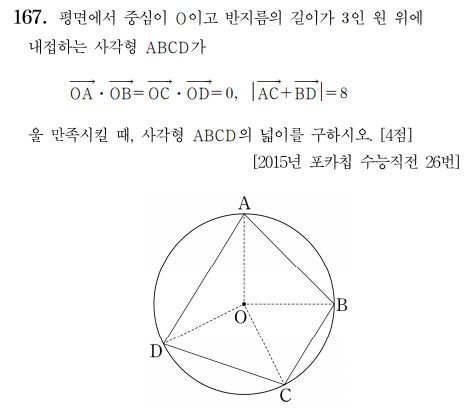 167. 평면에서 중심이 O이고 반지름의 길이가 3인 원 위에
내접하는 사각형 ABCD가
$\overrightarrow{OA}\cdot\overrightarrow{OB}=\overrightarrow{OC}\cdot\overrightarrow{OD}=0$, $|\overrightarrow{AC}+\overrightarrow{BD}|=8$
울 만족시킬 때, 사각형 ABCD의 넓이를 구하시오. [4점]
[2015년 포카칩 수능직전 26번]
A
B
O
D
C